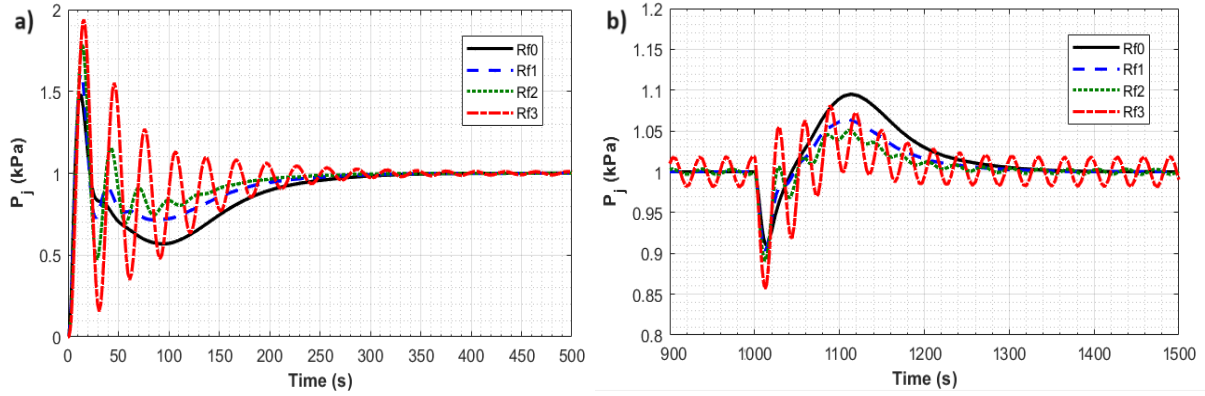 a)
P_j (kPa)
2
1.5
1
0.5
0
0 50 100 150 200 250 300 350 400 450 500
Time (s)
Rf0
Rf1
Rf2
Rf3
b)
P_j (kPa)
1.2
1.15
1.1
1.05
1
0.95
0.9
0.85
0.8
900 1000 1100 1200 1300 1400 1500
Time (s)
Rf0
Rf1
Rf2
Rf3